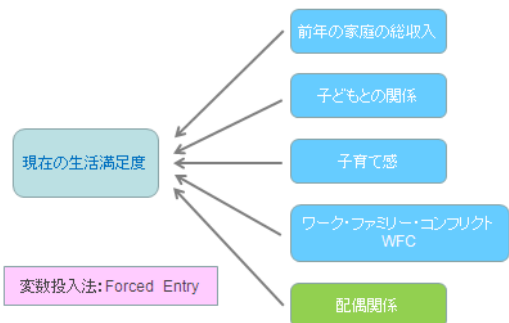 前年の家庭の総収入
子どもとの関係
現在の生活満足度
子育て感
ワーク・ファミリー・コンフリクト
WFC
変数投入法:Forced Entry
配偶関係